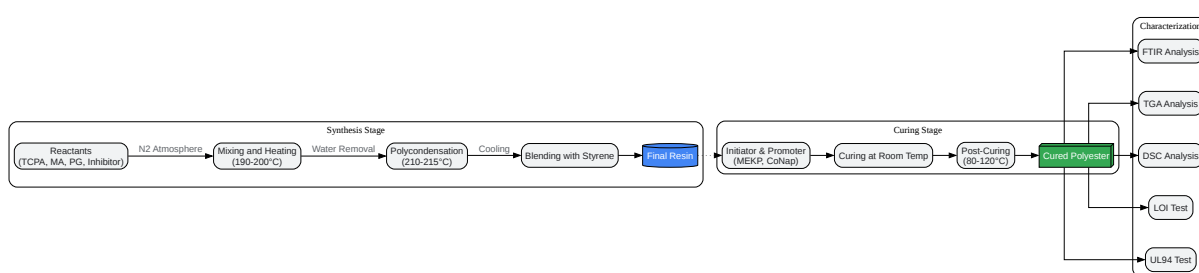 Synthesis Stage
Reactants
(TCPA, MA, PG, Inhibitor)
N2 Atmosphere
Mixing and Heating
(190-200°C)
Water Removal
Polycondensation
(210-215°C)
Cooling
Blending with Styrene
Final Resin
Curing Stage
Initiator & Promoter
(MEKP, CoNap)
Curing at Room Temp
Post-Curing
(80-120°C)
Cured Polyester
Characterization
FTIR Analysis
TGA Analysis
DSC Analysis
LOI Test
UL94 Test